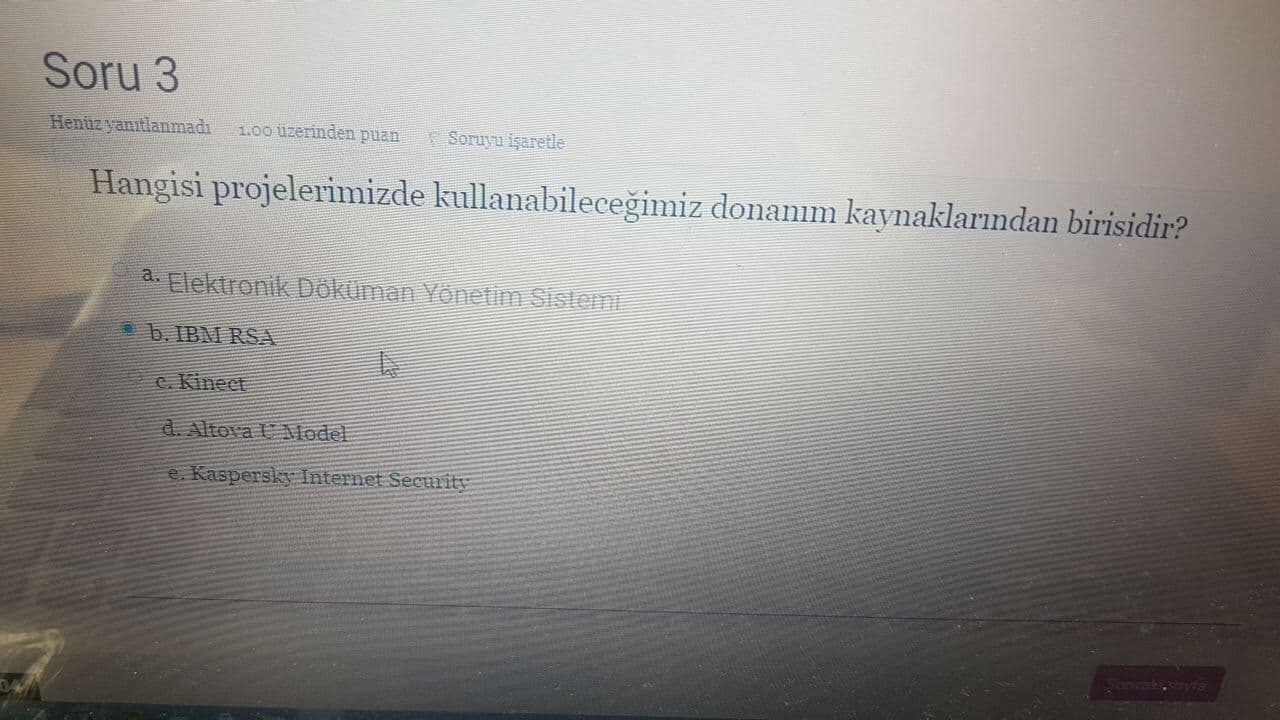 Soru 3
Henüz yanıtlanmadı 1.00 üzerinden puan Soruyu işaretle
Hangisi projelerimizde kullanabileceğimiz donanım kaynaklarından birisidir?
a. Elektronik Döküman Yönetim Sistemi
b. IBM RSA
c. Kinect
d. Altova U Model
e. Kaspersky Internet Security
Sonraki sayfa